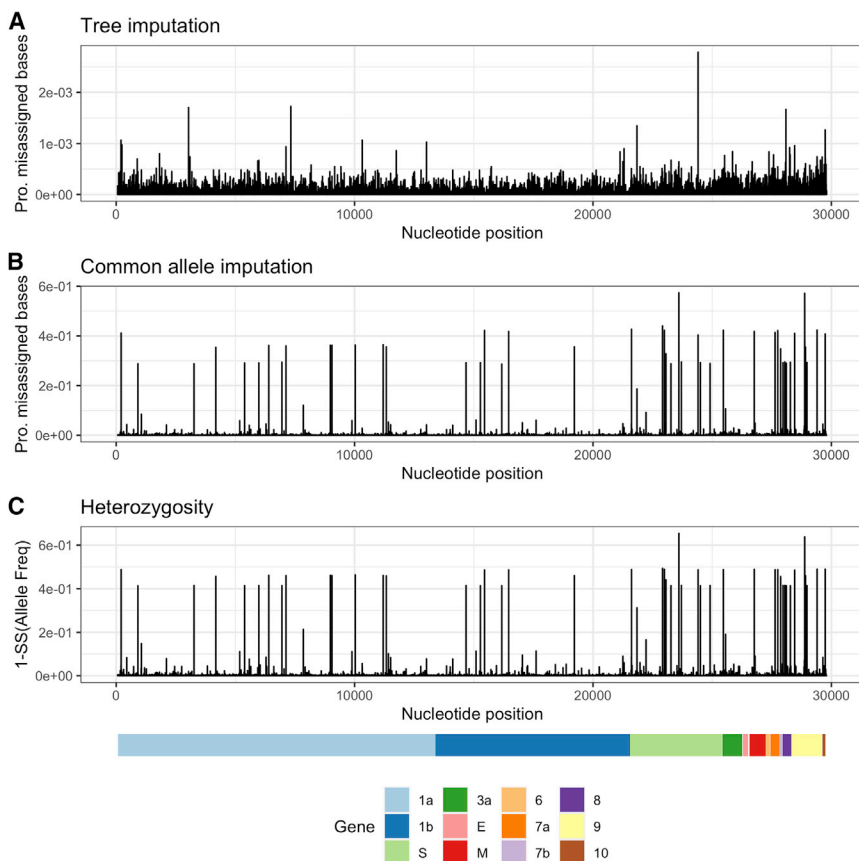 A
Tree imputation
Pro. misassigned bases
2e-03
1e-03
0e+00
0 10000 20000 30000
Nucleotide position
B
Common allele imputation
Pro. misassigned bases
6e-01
4e-01
2e-01
0e+00
0 10000 20000 30000
Nucleotide position
C
Heterozygosity
1-SS(Allele Freq)
6e-01
4e-01
2e-01
0e+00
0 10000 20000 30000
Nucleotide position
1a 3a 6 8
Gene 1b E 7a 9
S M 7b 10